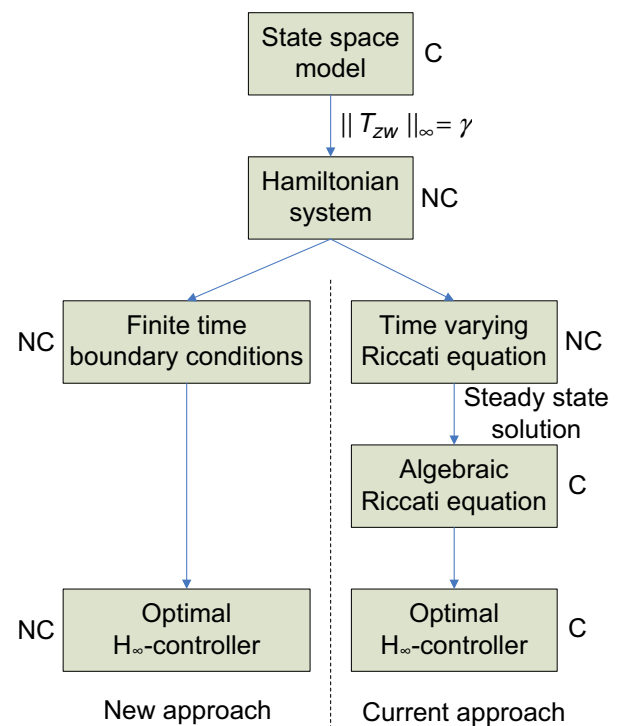 State space
model
C
|| Tzw ||∞= γ
Hamiltonian
system
NC
NC
Finite time
boundary conditions
Time varying
Riccati equation
NC
Steady state
solution
Algebraic
Riccati equation
C
NC
Optimal
H∞-controller
Optimal
H∞-controller
C
New approach
Current approach